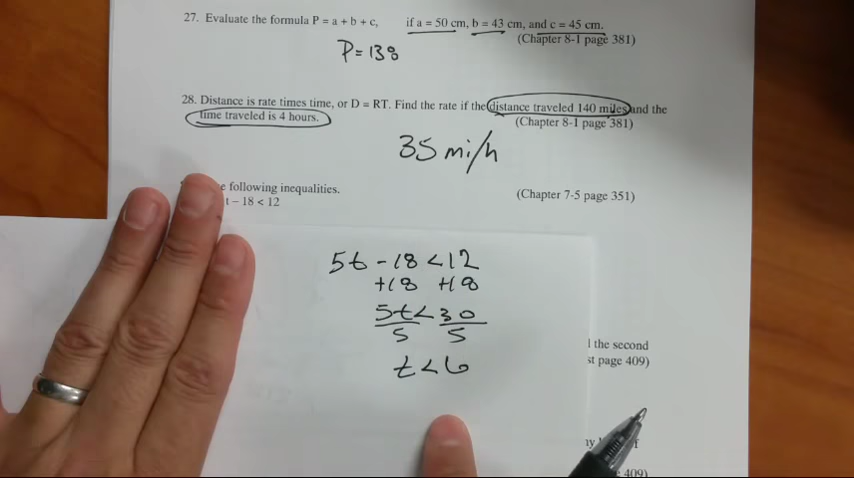 27. Evaluate the formula P = a + b + c, if a = 50 cm, b = 43 cm, and c = 45 cm.
(Chapter 8-1 page 381)
P = 138
28. Distance is rate times time, or D = RT. Find the rate if the distance traveled 140 miles and the
time traveled is 4 hours. (Chapter 8-1 page 381)
35 mi/h
following inequalities. (Chapter 7-5 page 351)
t – 18 < 12
5t - 18 < 12
+18 +18
5t < 30
5 5
t < 6
the second
page 409)
409)